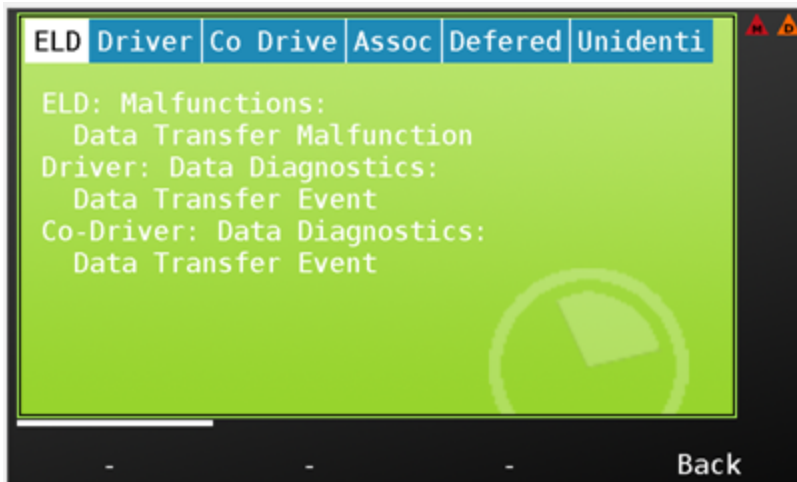 ELD Driver Co Drive Assoc Defered Unidenti
M D
ELD: Malfunctions:
Data Transfer Malfunction
Driver: Data Diagnostics:
Data Transfer Event
Co-Driver: Data Diagnostics:
Data Transfer Event
- - - Back